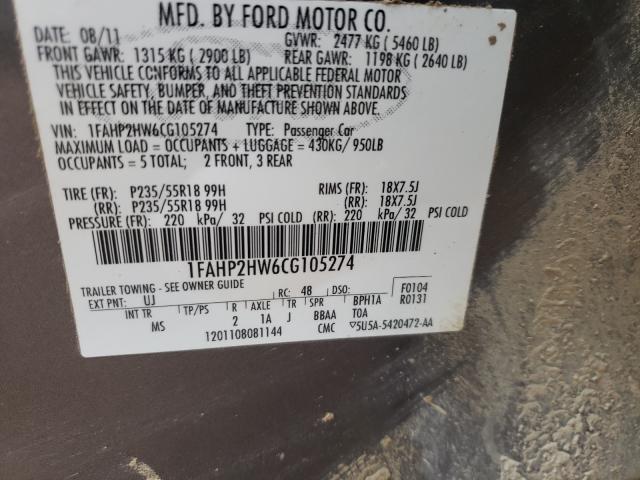 MFD. BY FORD MOTOR CO.
DATE: 08/11 GVWR: 2477 KG ( 5460 LB)
FRONT GAWR: 1315 KG ( 2900 LB) REAR GAWR: 1198 KG ( 2640 LB)
THIS VEHICLE CONFORMS TO ALL APPLICABLE FEDERAL MOTOR
VEHICLE SAFETY, BUMPER, AND THEFT PREVENTION STANDARDS
IN EFFECT ON THE DATE OF MANUFACTURE SHOWN ABOVE.
VIN: 1FAHP2HW6CG105274 TYPE: Passenger Car
MAXIMUM LOAD = OCCUPANTS + LUGGAGE = 430KG/ 950LB
OCCUPANTS = 5 TOTAL; 2 FRONT, 3 REAR
TIRE (FR): P235/55R18 99H RIMS (FR): 18X7.5J
(RR): P235/55R18 99H (RR): 18X7.5J
PRESSURE (FR): 220 kPa/ 32 PSI COLD (RR): 220 kPa/ 32 PSI COLD
1FAHP2HW6CG105274
TRAILER TOWING - SEE OWNER GUIDE
EXT PNT: UJ RC: 48 DSO: F0104
R0131
INT TR TP/PS R AXLE TR SPR BPH1A
MS 2 1A J BBAA TOA
1201108081144 CMC ▽5U5A-5420472-AA